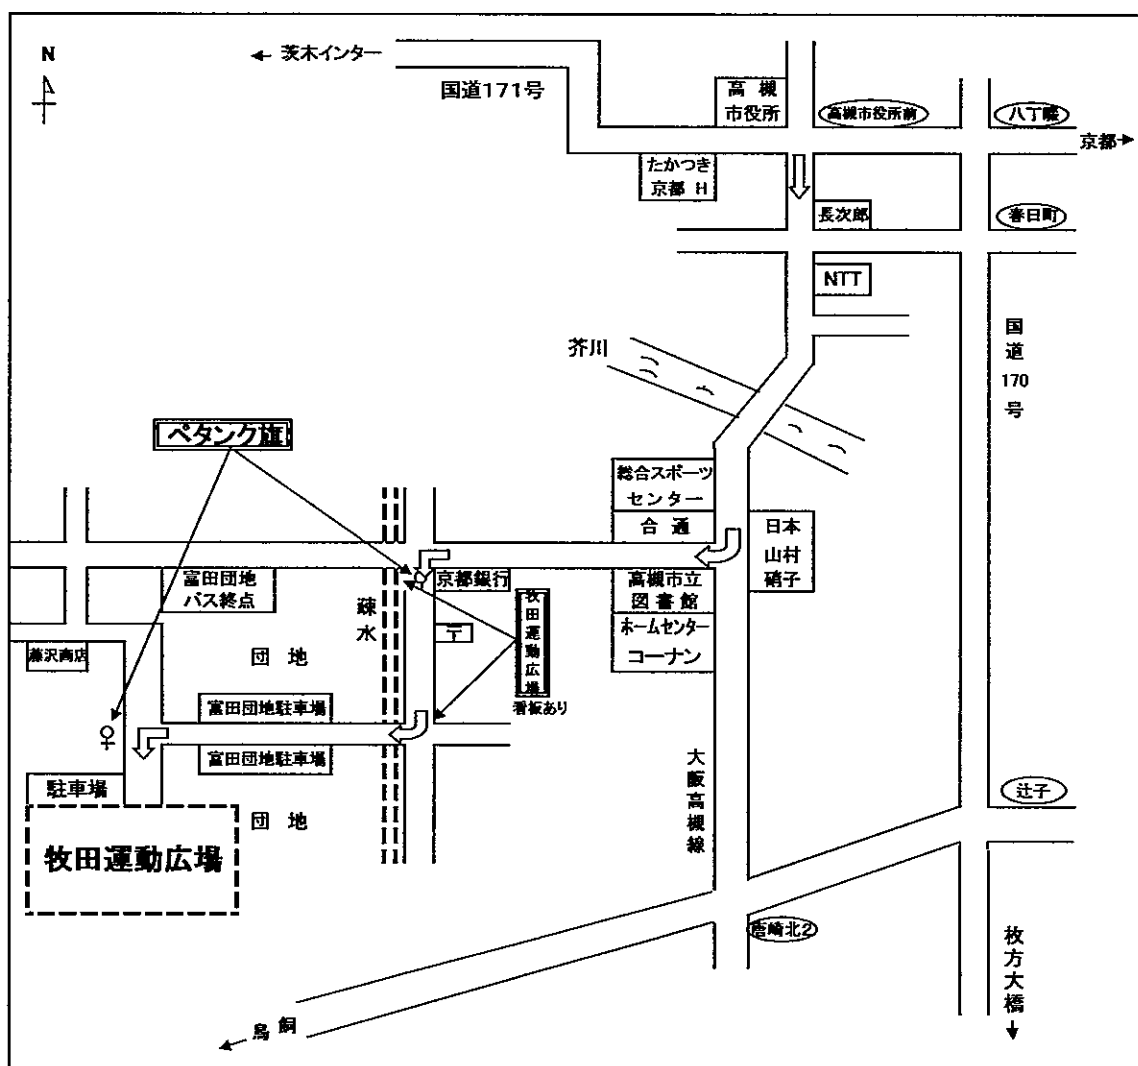 N
← 茨木インター
国道171号
高槻
市役所
高槻市役所前
八丁畷
京都→
たかつき
京都 H
長次郎
春日町
NTT
国道170号
芥川
ペタンク旗
総合スポーツ
センター
合通
日本
山村
硝子
富田団地
バス終点
疎水
京都銀行
高槻市立
図書館
牧田運動広場
看板あり
〒
ホームセンター
コーナン
藤沢商店
団地
富田団地駐車場
富田団地駐車場
駐車場
団地
牧田運動広場
大阪高槻線
辻子
唐崎北2
枚方大橋
鳥飼